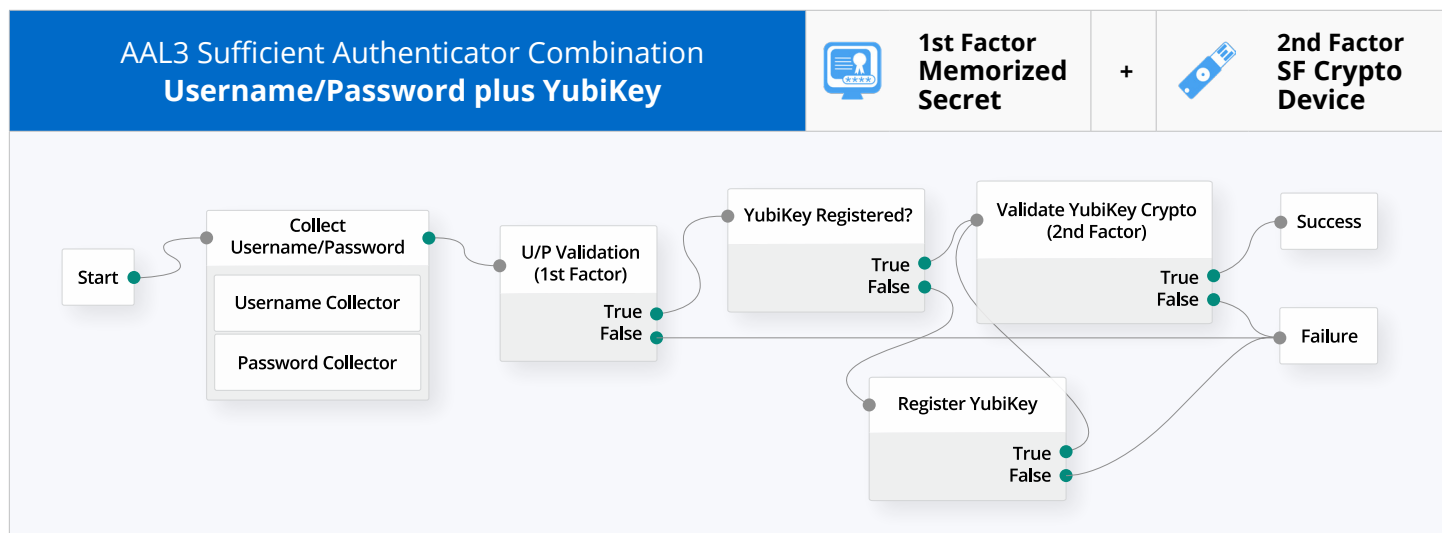 AAL3 Sufficient Authenticator Combination
Username/Password plus YubiKey
1st Factor
Memorized
Secret
+
2nd Factor
SF Crypto
Device
****
Start
Collect
Username/Password
Username Collector
Password Collector
U/P Validation
(1st Factor)
True
False
YubiKey Registered?
True
False
Validate YubiKey Crypto
(2nd Factor)
True
False
Register YubiKey
True
False
Success
Failure